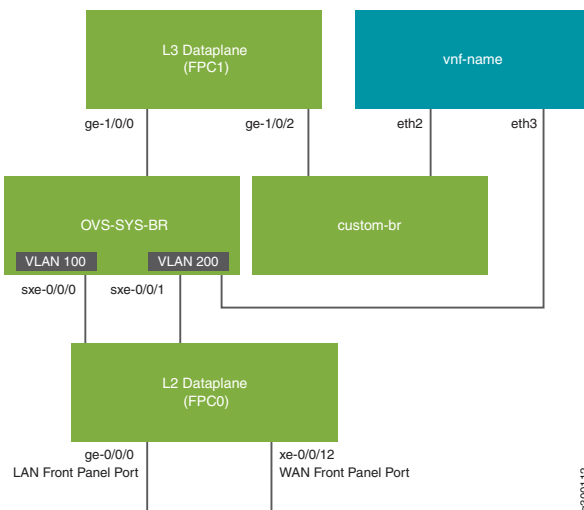 L3 Dataplane
(FPC1)
vnf-name
ge-1/0/0
ge-1/0/2
eth2
eth3
OVS-SYS-BR
custom-br
VLAN 100
VLAN 200
sxe-0/0/0
sxe-0/0/1
L2 Dataplane
(FPC0)
ge-0/0/0
LAN Front Panel Port
xe-0/0/12
WAN Front Panel Port